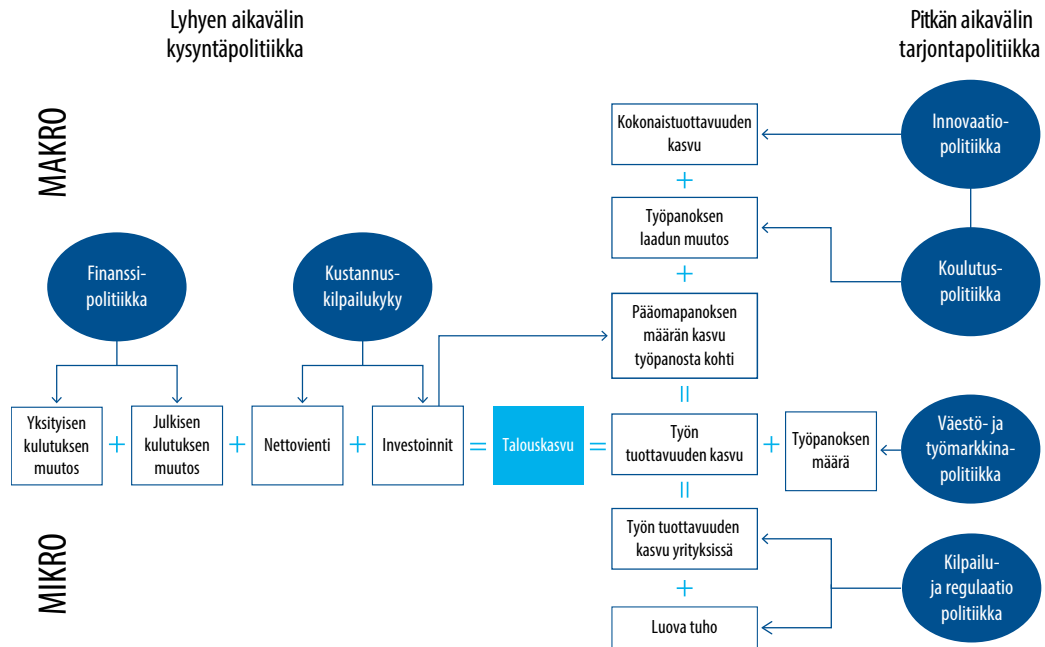 Lyhyen aikavälin
kysyntäpolitiikka
Pitkän aikavälin
tarjontapolitiikka
MAKRO
Kokonaistuottavuuden
kasvu
Innovaatio-
politiikka
+
Työpanoksen
laadun muutos
Koulutus-
politiikka
+
Finanssi-
politiikka
Kustannus-
kilpailukyky
Pääomapanoksen
määrän kasvu
työpanosta kohti
=
Yksityisen
kulutuksen
muutos
+
Julkisen
kulutuksen
muutos
+
Nettovienti
+
Investoinnit
=
Talouskasvu
=
Työn
tuottavuuden kasvu
+
Työpanoksen
määrä
Väestö- ja
työmarkkina-
politiikka
=
MIKRO
Työn tuottavuuden
kasvu yrityksissä
+
Luova tuho
Kilpailu-
ja regulaatio
politiikka